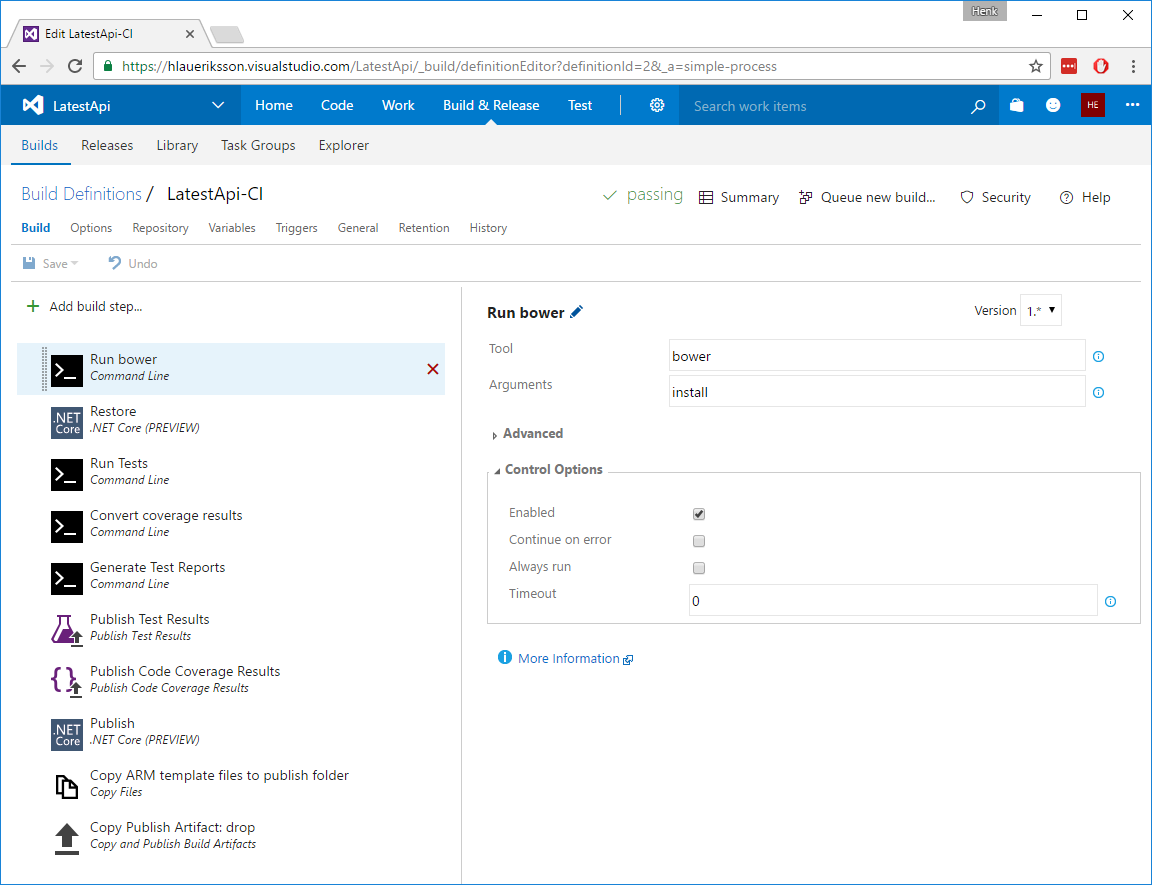 Henk
Edit LatestApi-CI
https://hlaueriksson.visualstudio.com/LatestApi/_build/definitionEditor?definitionId=2&_a=simple-process
LatestApi Home Code Work Build & Release Test Search work items HE
Builds Releases Library Task Groups Explorer
Build Definitions / LatestApi-CI passing Summary Queue new build... Security Help
Build Options Repository Variables Triggers General Retention History
Save Undo
Add build step...
Run bower
Command Line
Restore
.NET Core .NET Core (PREVIEW)
Run Tests
Command Line
Convert coverage results
Command Line
Generate Test Reports
Command Line
Publish Test Results
Publish Test Results
Publish Code Coverage Results
Publish Code Coverage Results
Publish
.NET Core .NET Core (PREVIEW)
Copy ARM template files to publish folder
Copy Files
Copy Publish Artifact: drop
Copy and Publish Build Artifacts
Run bower Version 1.*
Tool bower
Arguments install
Advanced
Control Options
Enabled
Continue on error
Always run
Timeout 0
More Information